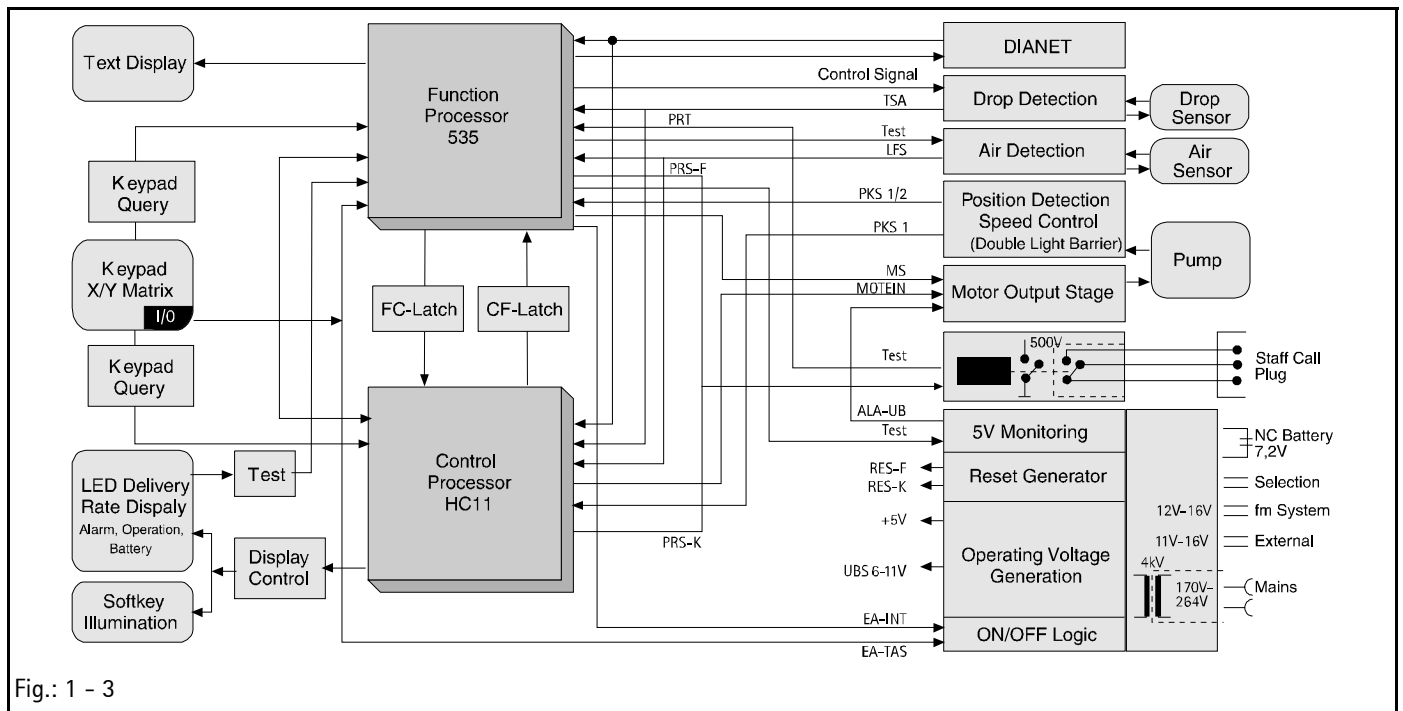 Text Display
Function
Processor
535
DIANET
Control Signal
TSA
Drop Detection
Drop
Sensor
PRT
Test
LFS
Air Detection
Air
Sensor
PRS-F
Keypad
Query
PKS 1/2
PKS 1
Position Detection
Speed Control
(Double Light Barrier)
Pump
Keypad
X/Y Matrix
I/O
MS
MOTEIN
Motor Output Stage
FC-Latch
CF-Latch
Keypad
Query
Test
500V
Staff Call
Plug
ALA-UB
Test
5V Monitoring
NC Battery
7,2V
Control
Processor
HC11
LED Delivery
Rate Dispaly
Alarm, Operation,
Battery
Test
RES-F
RES-K
Reset Generator
Selection
+5V
12V-16V
fm System
PRS-K
11V-16V
External
Display
Control
UBS 6-11V
Operating Voltage
Generation
4kV
170V-
264V
Mains
Softkey
Illumination
EA-INT
EA-TAS
ON/OFF Logic
Fig.: 1 - 3